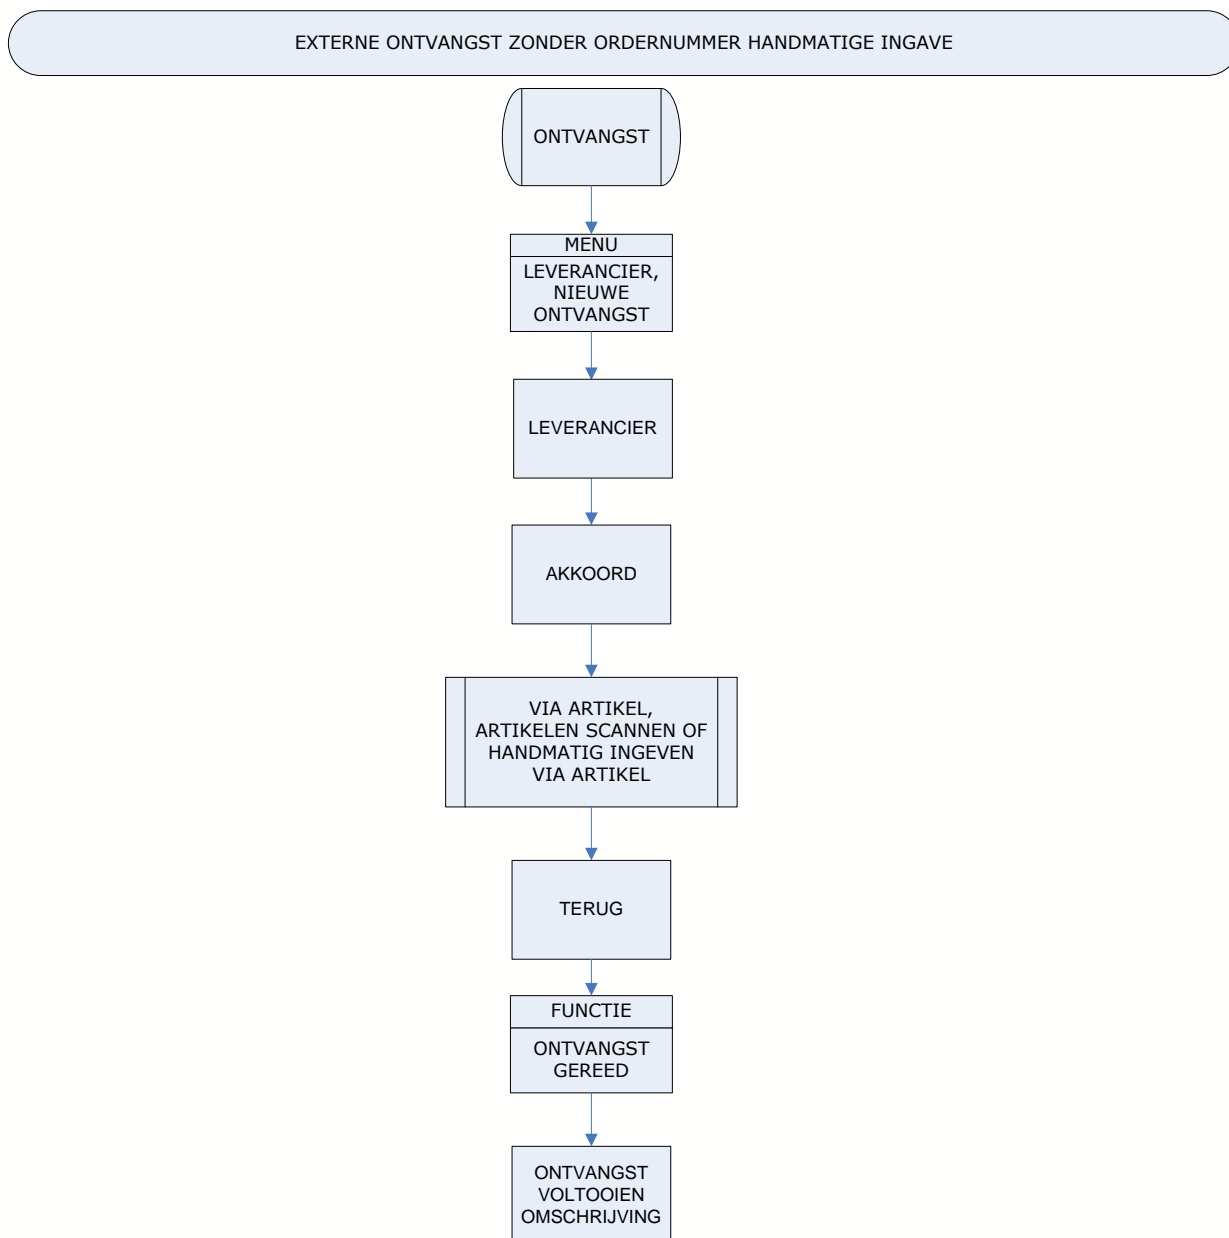 EXTERNE ONTVANGST ZONDER ORDERNUMMER HANDMATIGE INGAVE
ONTVANGST
MENU
LEVERANCIER,
NIEUWE
ONTVANGST
LEVERANCIER
AKKOORD
VIA ARTIKEL,
ARTIKELEN SCANNEN OF
HANDMATIG INGEVEN
VIA ARTIKEL
TERUG
FUNCTIE
ONTVANGST
GEREED
ONTVANGST
VOLTOOIEN
OMSCHRIJVING